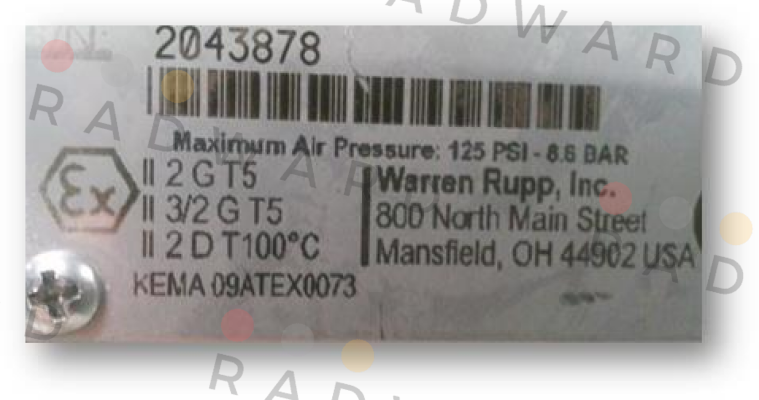 S/N:
2043878
Maximum Air Pressure: 125 PSI - 8.6 BAR
Ex
II 2 G T5
II 3/2 G T5
II 2 D T100°C
KEMA 09ATEX0073
Warren Rupp, Inc.
800 North Main Street
Mansfield, OH 44902 USA
RADWARD